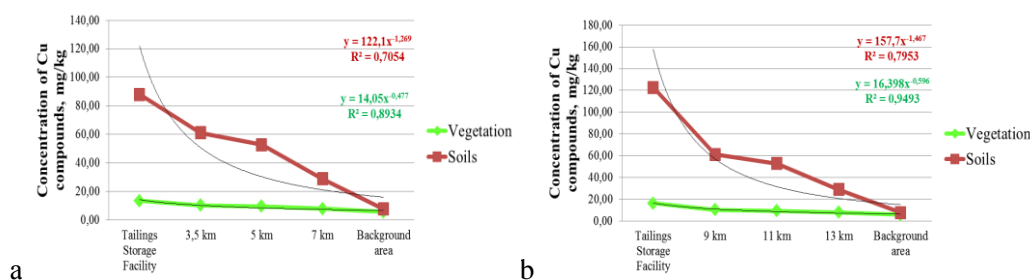 Concentration of Cu
compounds, mg/kg
140,00
120,00
100,00
80,00
60,00
40,00
20,00
0,00
y = 122,1x-1,269
R² = 0,7054
y = 14,05x-0,477
R² = 0,8934
Vegetation
Soils
Tailings
Storage
Facility
3,5 km
5 km
7 km
Background
area
a
Concentration of Cu
compounds, mg/kg
180,00
160,00
140,00
120,00
100,00
80,00
60,00
40,00
20,00
0,00
y = 157,7x-1,467
R² = 0,7953
y = 16,398x-0,596
R² = 0,9493
Vegetation
Soils
Tailings
Storage
Facility
9 km
11 km
13 km
Background
area
b